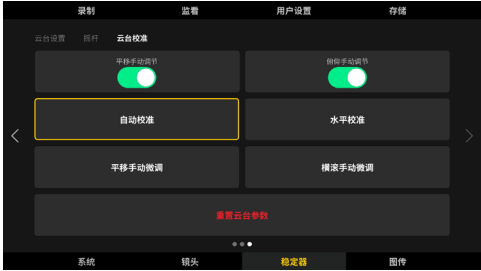 录制 监看 用户设置 存储
云台设置 摇杆 云台校准
平移手动调节 俯仰手动调节
自动校准 水平校准
平移手动微调 横滚手动微调
重置云台参数
系统 镜头 稳定器 图传